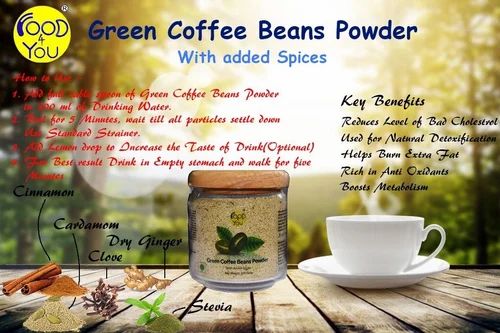 FOOD
4
YOU
®
Green Coffee Beans Powder
With added Spices
How to Use
1. Add full table spoon of Green Coffee Beans Powder
in 200 ml of Drinking Water.
2. Boil for 5 Minutes, wait till all particles settle down
Use Standard Strainer.
3. Add Lemon drop to Increase the Taste of Drink(Optional)
4. For Best result Drink in Empty stomach and walk for five
Minutes
Key Benefits
Reduces Level of Bad Cholestrol
Used for Natural Detoxification
Helps Burn Extra Fat
Rich in Anti Oxidants
Boosts Metabolism
Cinnamon
Cardamom
Dry Ginger
Clove
Stevia
Food
Green Coffee Beans Powder